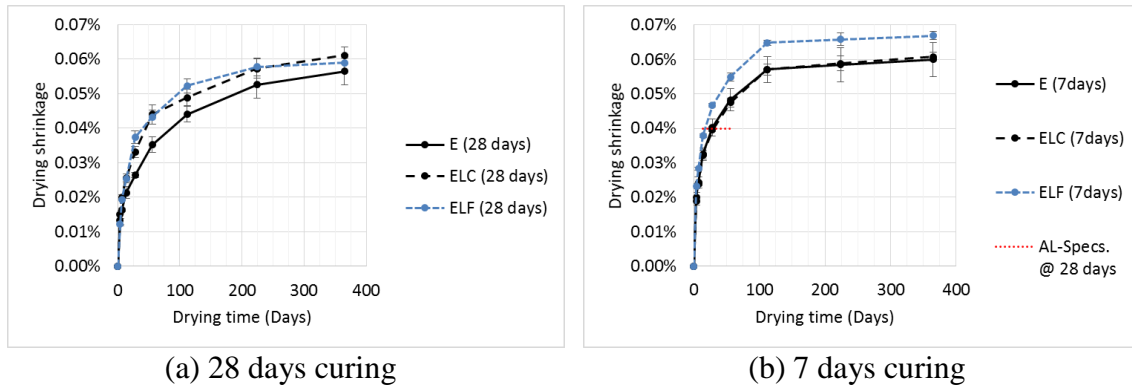 0.07%
0.06%
0.05%
0.04%
0.03%
0.02%
0.01%
0.00%
Drying shrinkage
0 100 200 300 400
Drying time (Days)
E (28 days)
ELC (28 days)
ELF (28 days)
(a) 28 days curing
0.07%
0.06%
0.05%
0.04%
0.03%
0.02%
0.01%
0.00%
Drying shrinkage
0 100 200 300 400
Drying time (Days)
E (7days)
ELC (7days)
ELF (7days)
AL-Specs.
@ 28 days
(b) 7 days curing